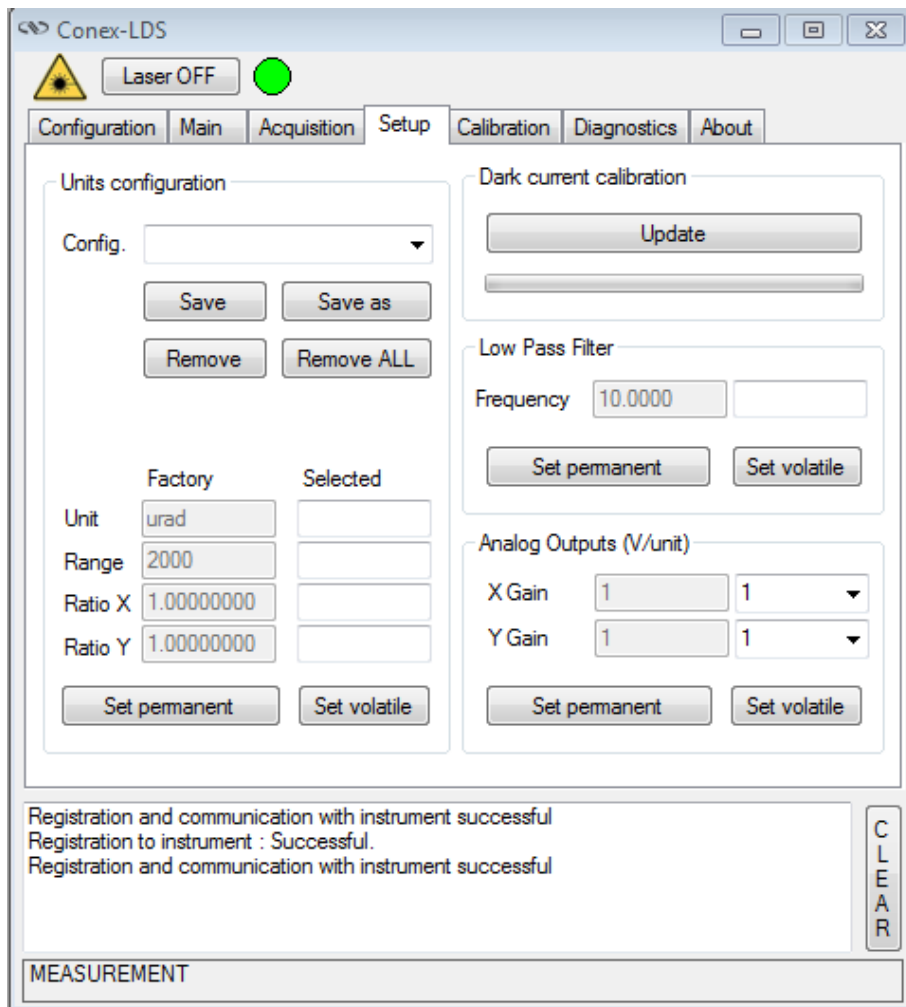 Conex-LDS
Laser OFF
Configuration Main Acquisition Setup Calibration Diagnostics About
Units configuration
Config.
Save Save as
Remove Remove ALL
Factory Selected
Unit urad
Range 2000
Ratio X 1.00000000
Ratio Y 1.00000000
Set permanent Set volatile
Dark current calibration
Update
Low Pass Filter
Frequency 10.0000
Set permanent Set volatile
Analog Outputs (V/unit)
X Gain 1 1
Y Gain 1 1
Set permanent Set volatile
Registration and communication with instrument successful
Registration to instrument : Successful.
Registration and communication with instrument successful
CLEAR
MEASUREMENT